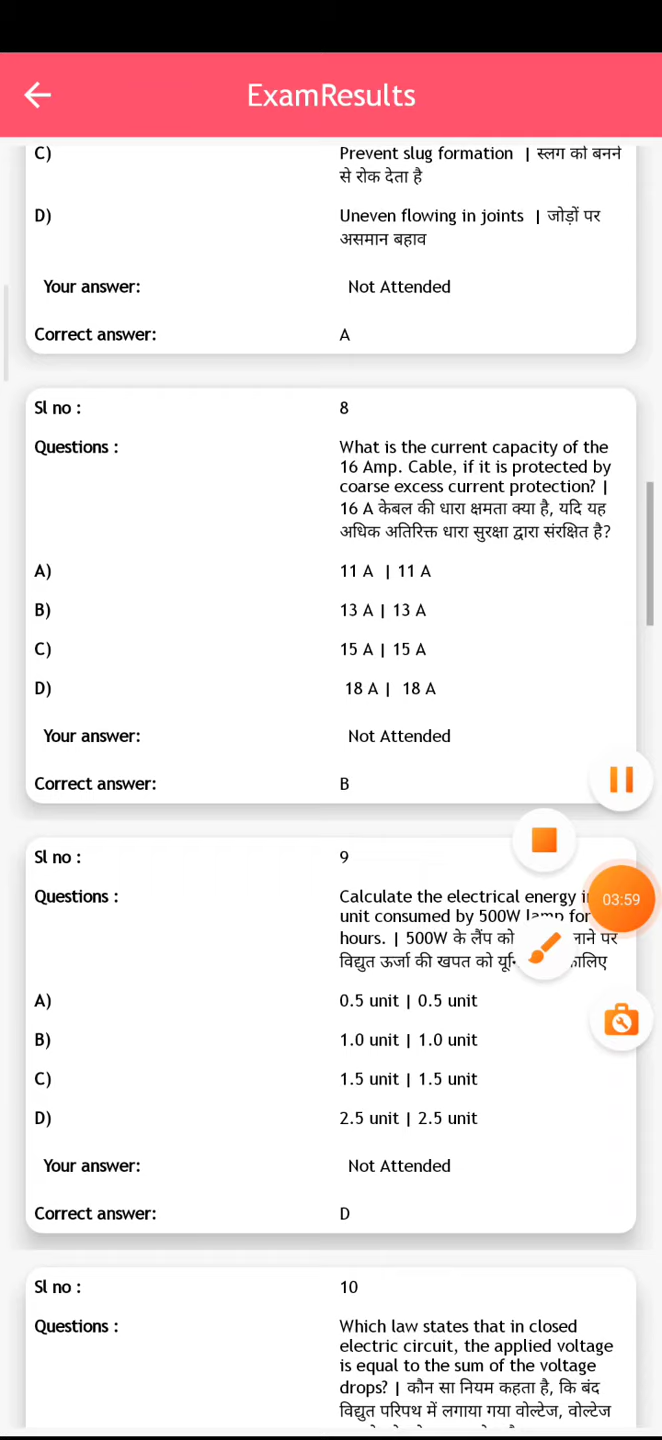 ExamResults
C) Prevent slug formation | स्लग को बनने
से रोक देता है
D) Uneven flowing in joints | जोड़ों पर
असमान बहाव
Your answer: Not Attended
Correct answer: A
Sl no : 8
Questions : What is the current capacity of the
16 Amp. Cable, if it is protected by
coarse excess current protection? |
16 A केबल की धारा क्षमता क्या है, यदि यह
अधिक अतिरिक्त धारा सुरक्षा द्वारा संरक्षित है?
A) 11 A | 11 A
B) 13 A | 13 A
C) 15 A | 15 A
D) 18 A | 18 A
Your answer: Not Attended
Correct answer: B
Sl no : 9
Questions : Calculate the electrical energy
unit consumed by 500W lamp for
03:59
hours. | 500W के लैंप को पर
विद्युत ऊर्जा की खपत को
A) 0.5 unit | 0.5 unit
B) 1.0 unit | 1.0 unit
C) 1.5 unit | 1.5 unit
D) 2.5 unit | 2.5 unit
Your answer: Not Attended
Correct answer: D
Sl no : 10
Questions : Which law states that in closed
electric circuit, the applied voltage
is equal to the sum of the voltage
drops? | कौन सा नियम कहता है, कि बंद
विद्युत परिपथ में लगाया गया वोल्टेज, वोल्टेज